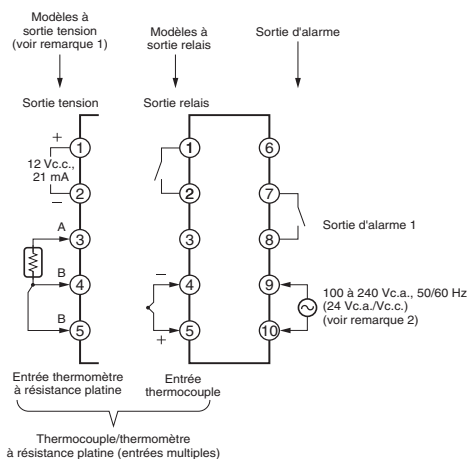 Modèles à
sortie tension
(voir remarque 1)
Modèles à
sortie relais
Sortie d'alarme
Sortie tension
Sortie relais
+
12 Vc.c.,
21 mA
–
1
2
A
3
B
4
B
5
1
2
3
–
4
+
5
6
7
8
Sortie d'alarme 1
9
10
100 à 240 Vc.a., 50/60 Hz
(24 Vc.a./Vc.c.)
(voir remarque 2)
Entrée thermomètre
à résistance platine
Entrée
thermocouple
Thermocouple/thermomètre
à résistance platine (entrées multiples)